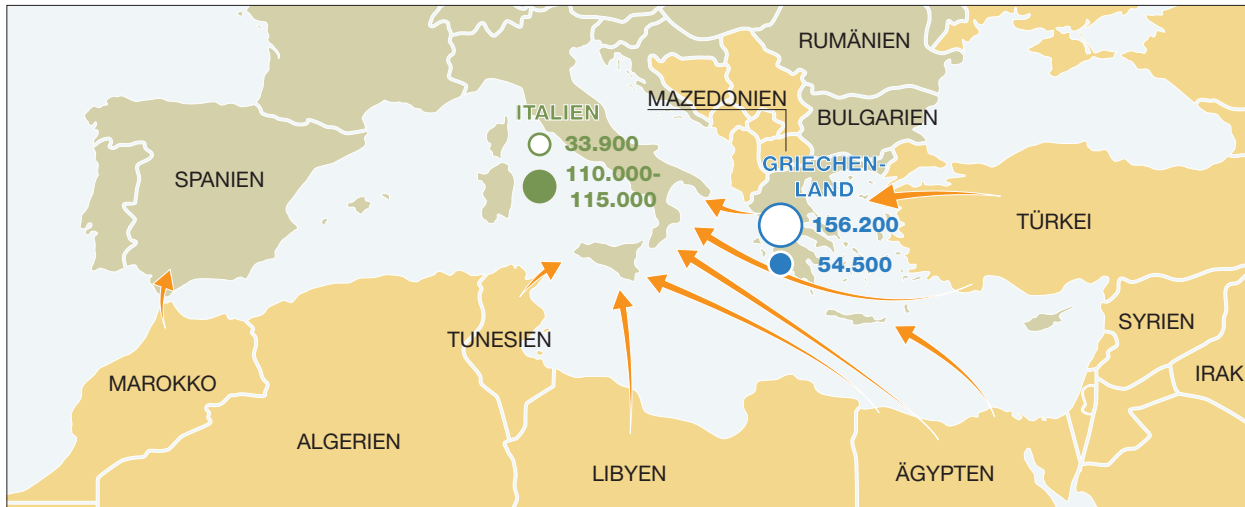 RUMÄNIEN
MAZEDONIEN
ITALIEN
BULGARIEN
33.900
GRIECHEN-
LAND
110.000-
115.000
SPANIEN
TÜRKEI
156.200
54.500
SYRIEN
TUNESIEN
IRAK
MAROKKO
ALGERIEN
LIBYEN
ÄGYPTEN